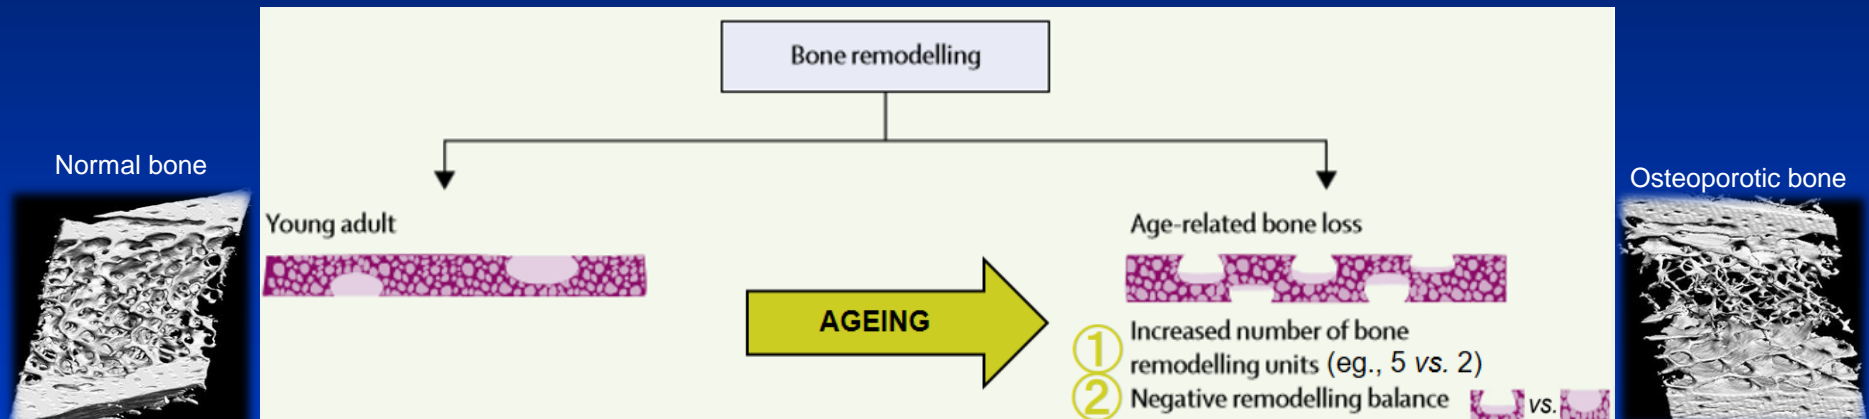 Bone remodelling
Normal bone
Osteoporotic bone
Young adult
Age-related bone loss
AGEING
1 Increased number of bone
remodelling units (eg., 5 vs. 2)
2 Negative remodelling balance vs.